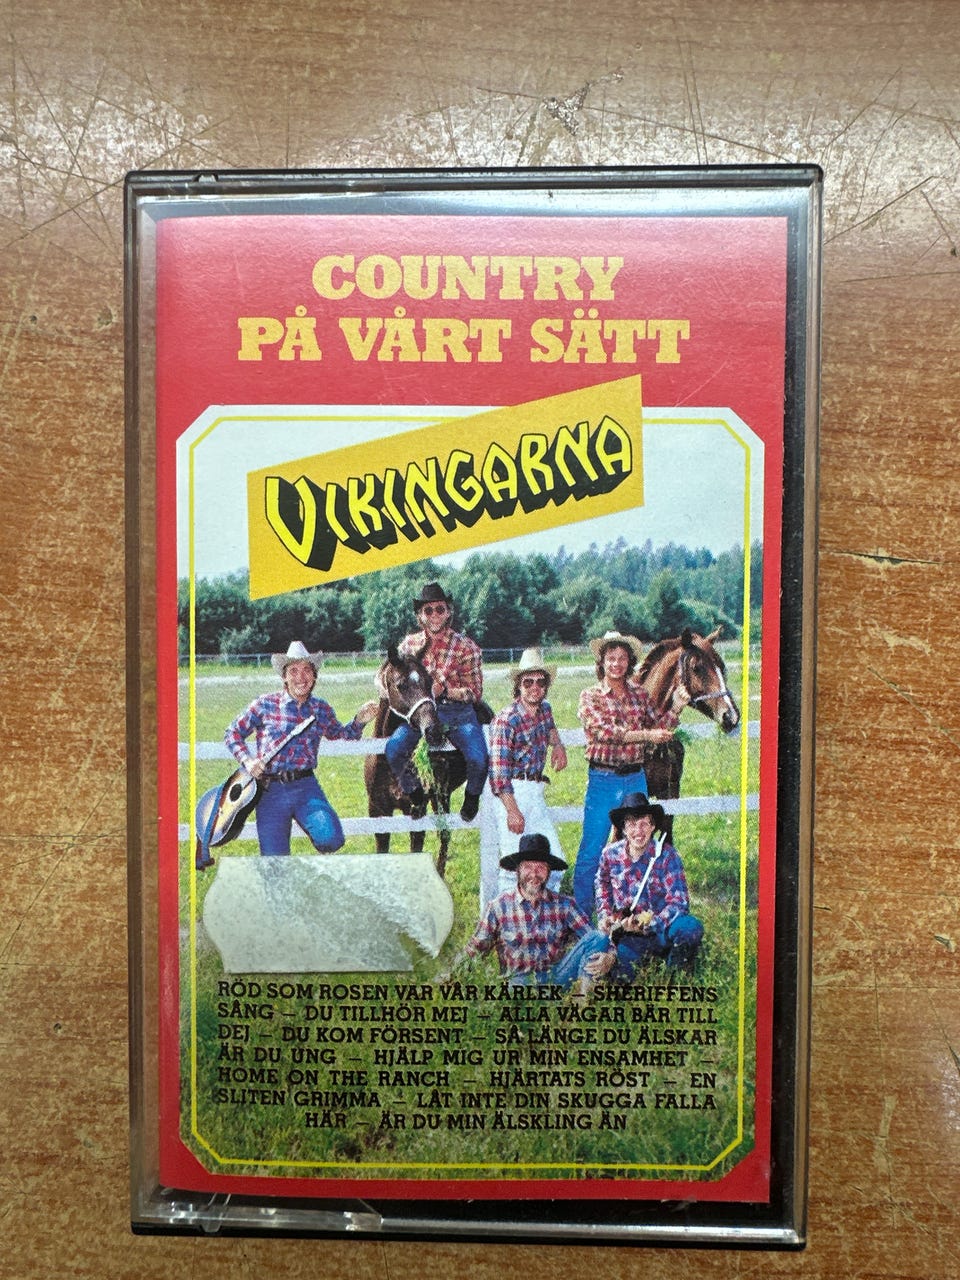 COUNTRY
PÅ VÅRT SÄTT
VIKINGARNA
RÖD SOM ROSEN VAR VÅR KÄRLEK – SHERIFFENS
SÅNG – DU TILLHÖR MEJ – ALLA VÄGAR BÄR TILL
DEJ – DU KOM FÖRSENT – SÅ LÄNGE DU ÄLSKAR
ÄR DU UNG – HJÄLP MIG UR MIN ENSAMHET –
HOME ON THE RANCH – HJÄRTATS RÖST – EN
SLITEN GRIMMA – LÅT INTE DIN SKUGGA FALLA
HÄR – ÄR DU MIN ÄLSKLING ÄN